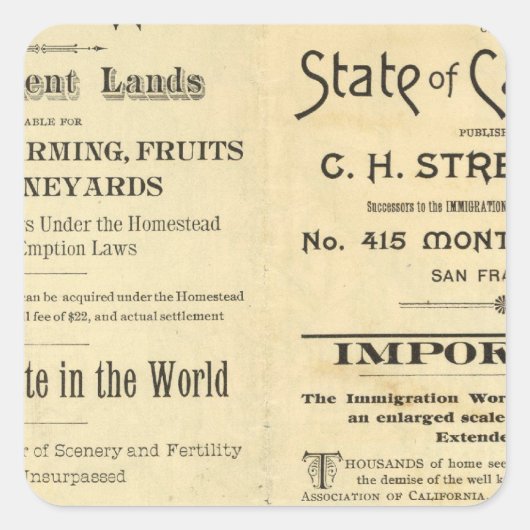 ent Lands
ABLE FOR
RMING, FRUITS
NEYARDS
s Under the Homestead
Emption Laws
can be acquired under the Homestead
l fee of $22, and actual settlement
te in the World
r of Scenery and Fertility
Unsurpassed
State of Ca
PUBLIS
C. H. STRE
Successors to the IMMIGRATION
No. 415 MONT
SAN FRA
IMPOR
The Immigration Wor
an enlarged scale
Extende
THOUSANDS of home see
the demise of the well k
ASSOCIATION OF CALIFORNIA.